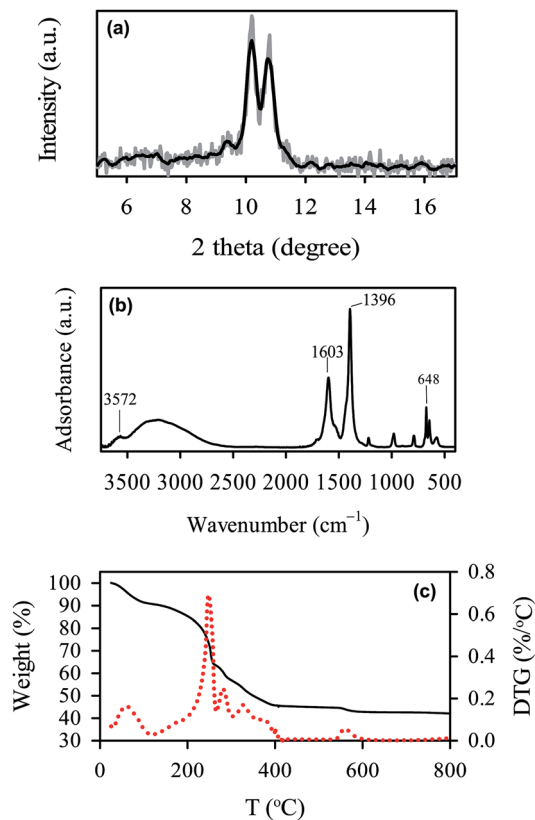 (a)
Intensity (a.u.)
6 8 10 12 14 16
2 theta (degree)
(b)
Adsorbance (a.u.)
3572
1603
1396
648
3500 3000 2500 2000 1500 1000 500
Wavenumber (cm⁻¹)
(c)
Weight (%)
100
90
80
70
60
50
40
30
DTG (%/°C)
0.8
0.6
0.4
0.2
0.0
0 200 400 600 800
T (°C)